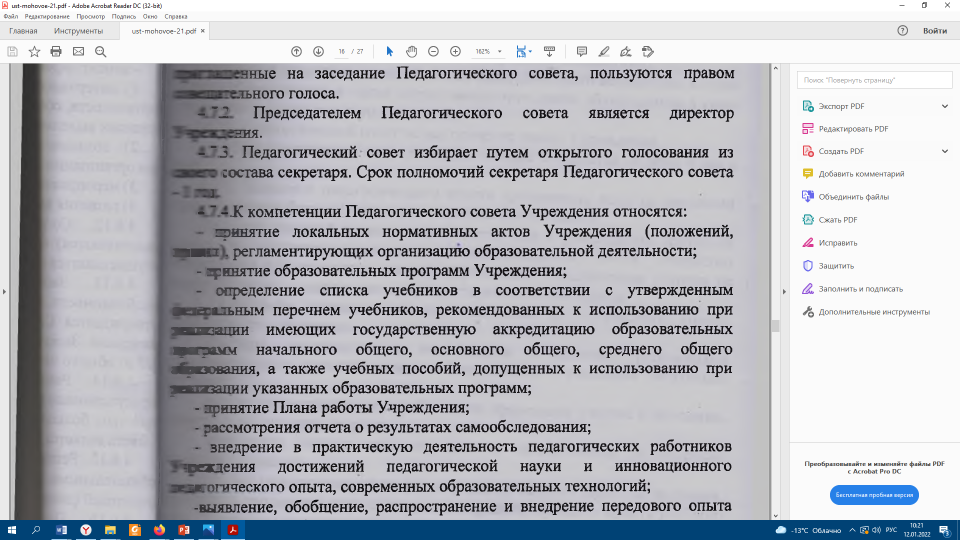 ust-mohovoe-21.pdf - Adobe Acrobat Reader DC (32-bit)
Файл Редактирование Просмотр Подпись Окно Справка
Главная Инструменты ust-mohovoe-21.pdf × Войти
16 / 27 162%
приглашенные на заседание Педагогического совета, пользуются правом
совещательного голоса.
4.7.2. Председателем Педагогического совета является директор
Учреждения.
4.7.3. Педагогический совет избирает путем открытого голосования из
своего состава секретаря. Срок полномочий секретаря Педагогического совета
– 1 год.
4.7.4.К компетенции Педагогического совета Учреждения относятся:
- принятие локальных нормативных актов Учреждения (положений,
регламентирующих организацию образовательной деятельности;
- принятие образовательных программ Учреждения;
- определение списка учебников в соответствии с утвержденным
федеральным перечнем учебников, рекомендованных к использованию при
реализации имеющих государственную аккредитацию образовательных
программ начального общего, основного общего, среднего общего
образования, а также учебных пособий, допущенных к использованию при
реализации указанных образовательных программ;
- принятие Плана работы Учреждения;
- рассмотрения отчета о результатах самообследования;
- внедрение в практическую деятельность педагогических работников
Учреждения достижений педагогической науки и инновационного
педагогического опыта, современных образовательных технологий;
-выявление, обобщение, распространение и внедрение передового опыта
Поиск "Повернуть страницу"
Экспорт PDF
Редактировать PDF
Создать PDF
Добавить комментарий
Объединить файлы
Сжать PDF
Исправить
Защитить
Заполнить и подписать
Дополнительные инструменты
Преобразовывайте и изменяйте файлы PDF
с Acrobat Pro DC
Бесплатная пробная версия
-13°C Облачно РУС 10:21
12.01.2022 3